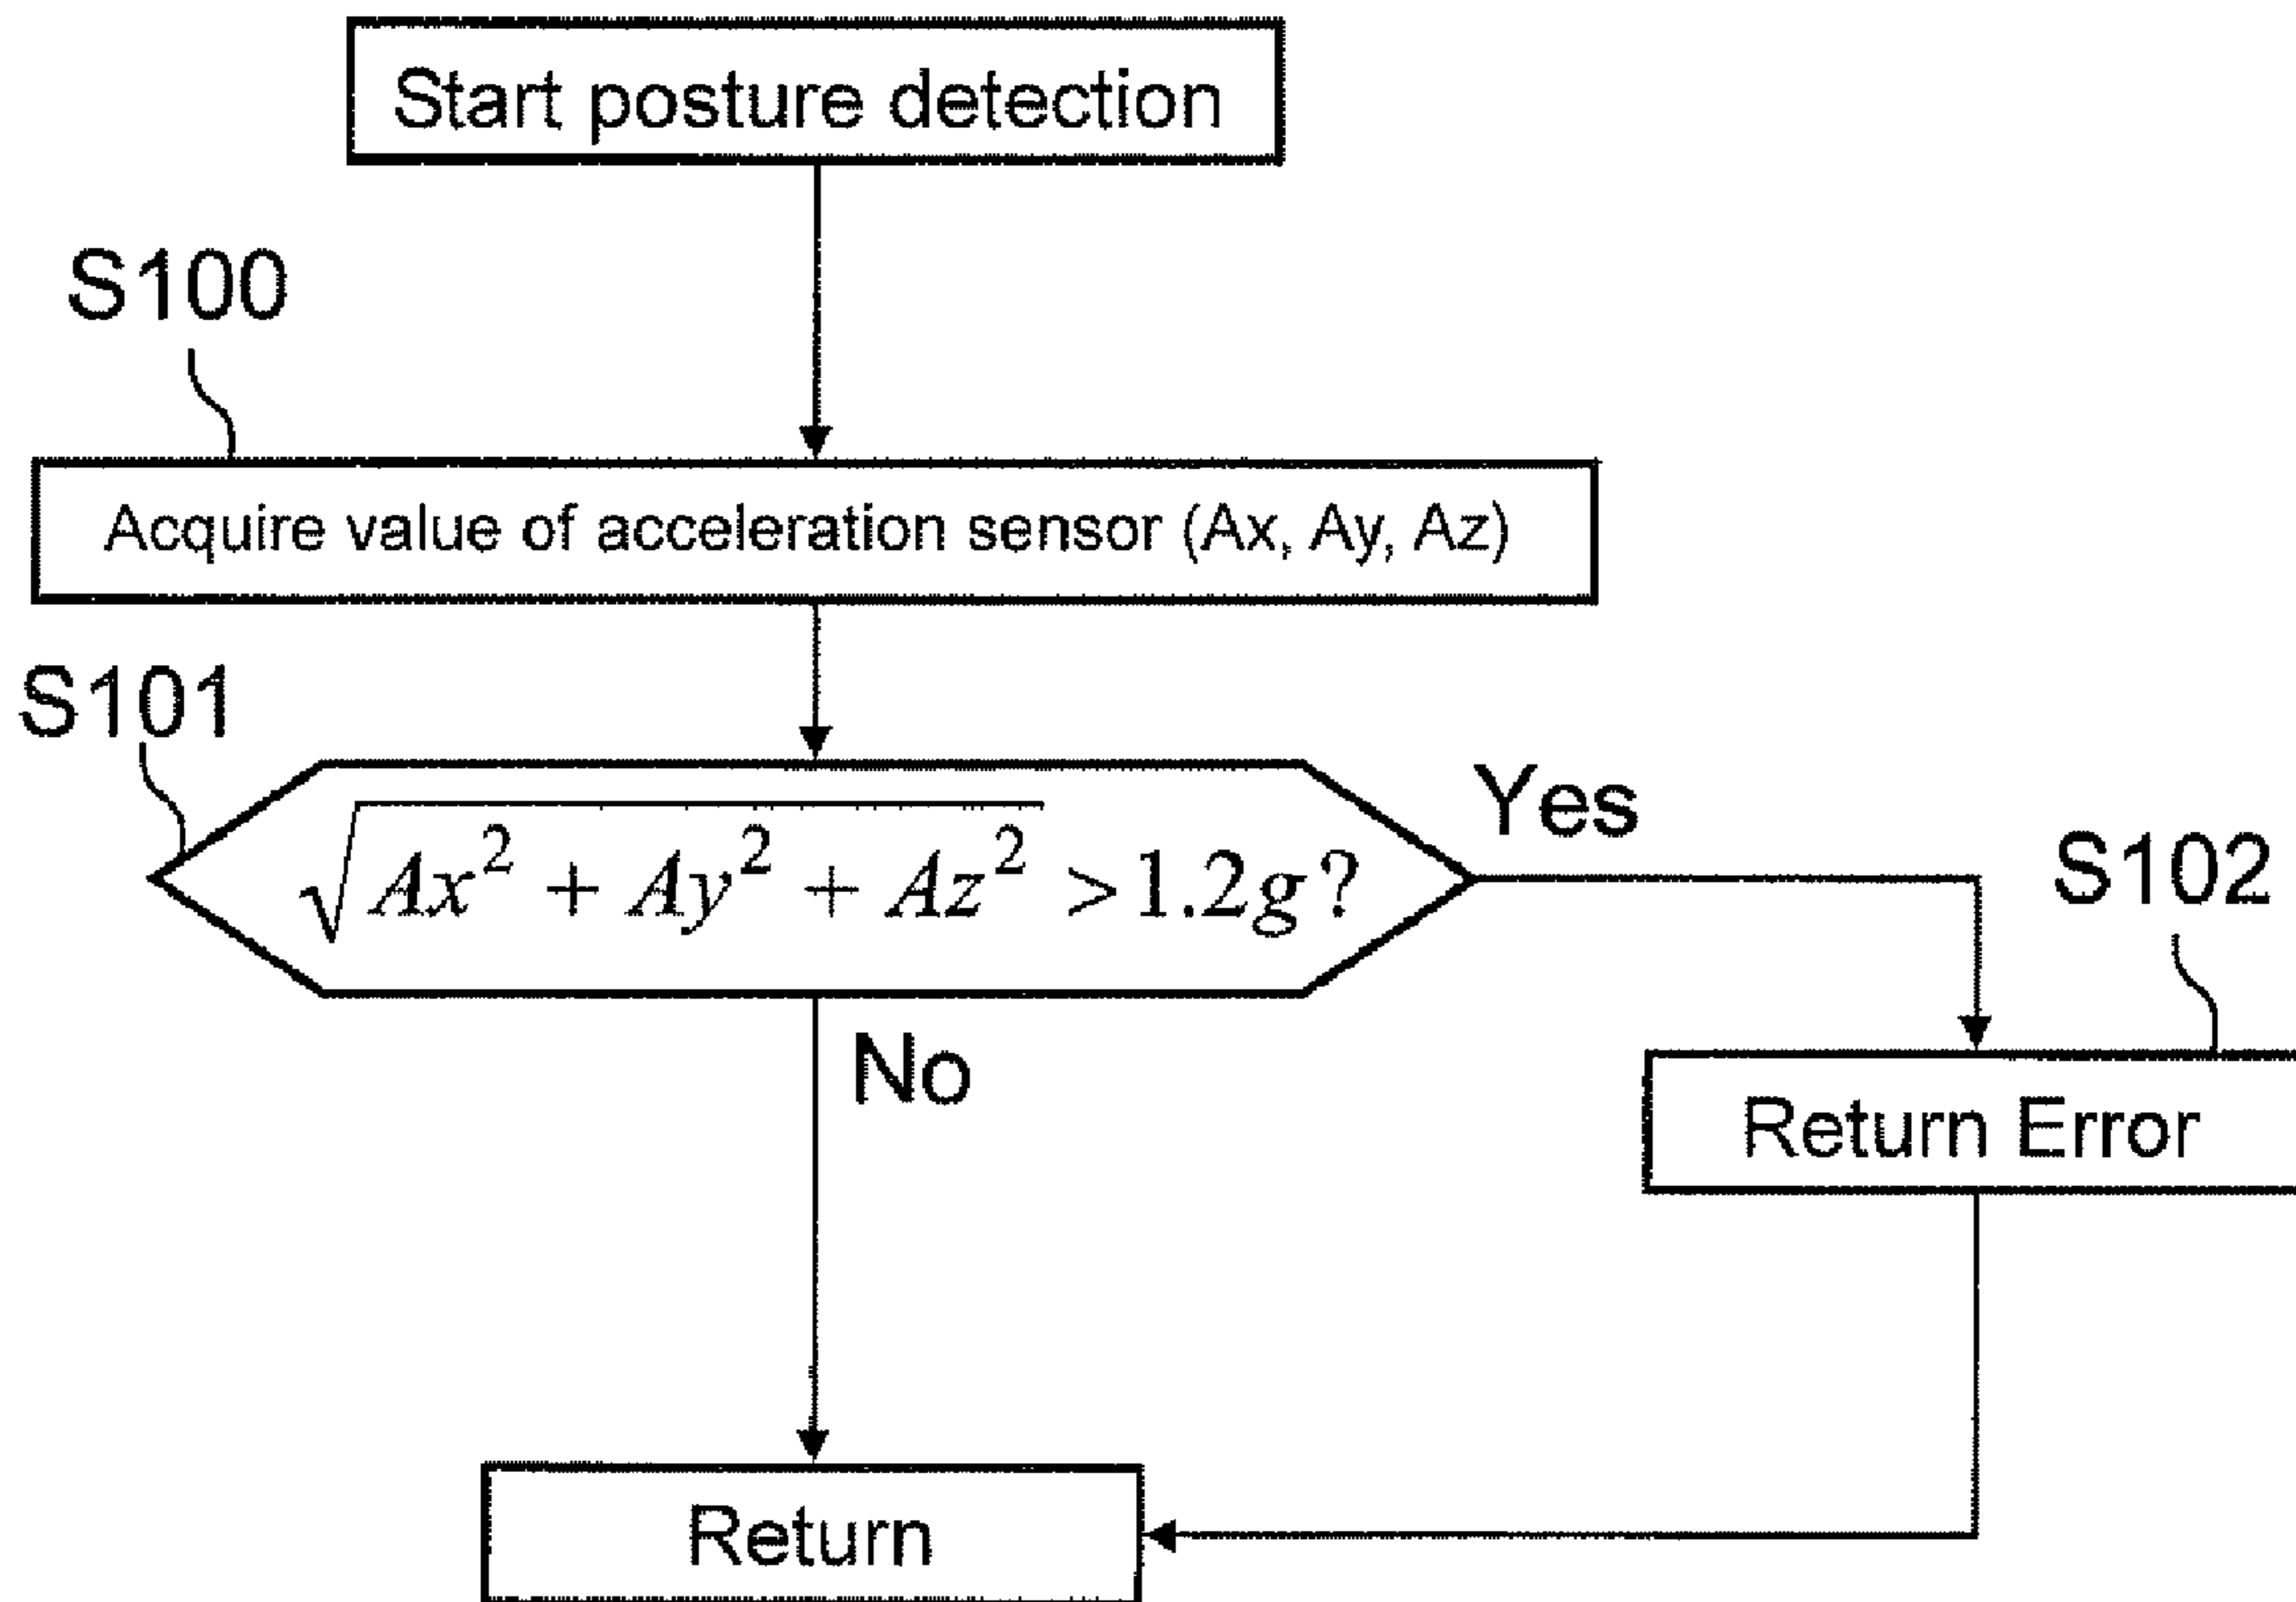 Start posture detection
S100
Acquire value of acceleration sensor (Ax, Ay, Az)
S101
√Ax² + Ay² + Az² >1.2g?
Yes
S102
No
Return Error
Return